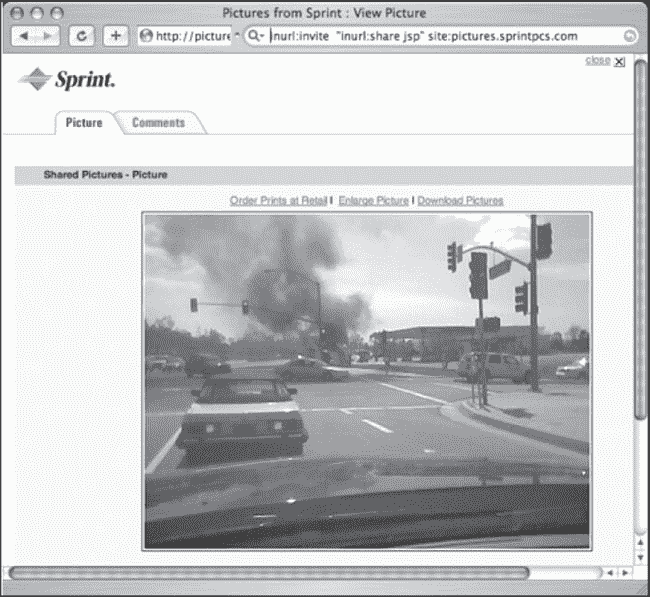 Pictures from Sprint : View Picture
http://picture inurl:invite "inurl:share jsp" site:pictures.sprintpcs.com
close
Sprint.
Picture Comments
Shared Pictures - Picture
Order Prints at Retail | Enlarge Picture | Download Pictures